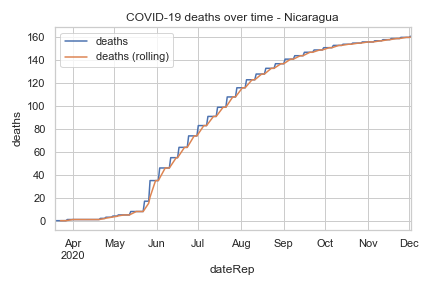 COVID-19 deaths over time - Nicaragua
deaths
deaths (rolling)
160
140
120
100
80
60
40
20
0
deaths
Apr May Jun Jul Aug Sep Oct Nov Dec
2020
dateRep